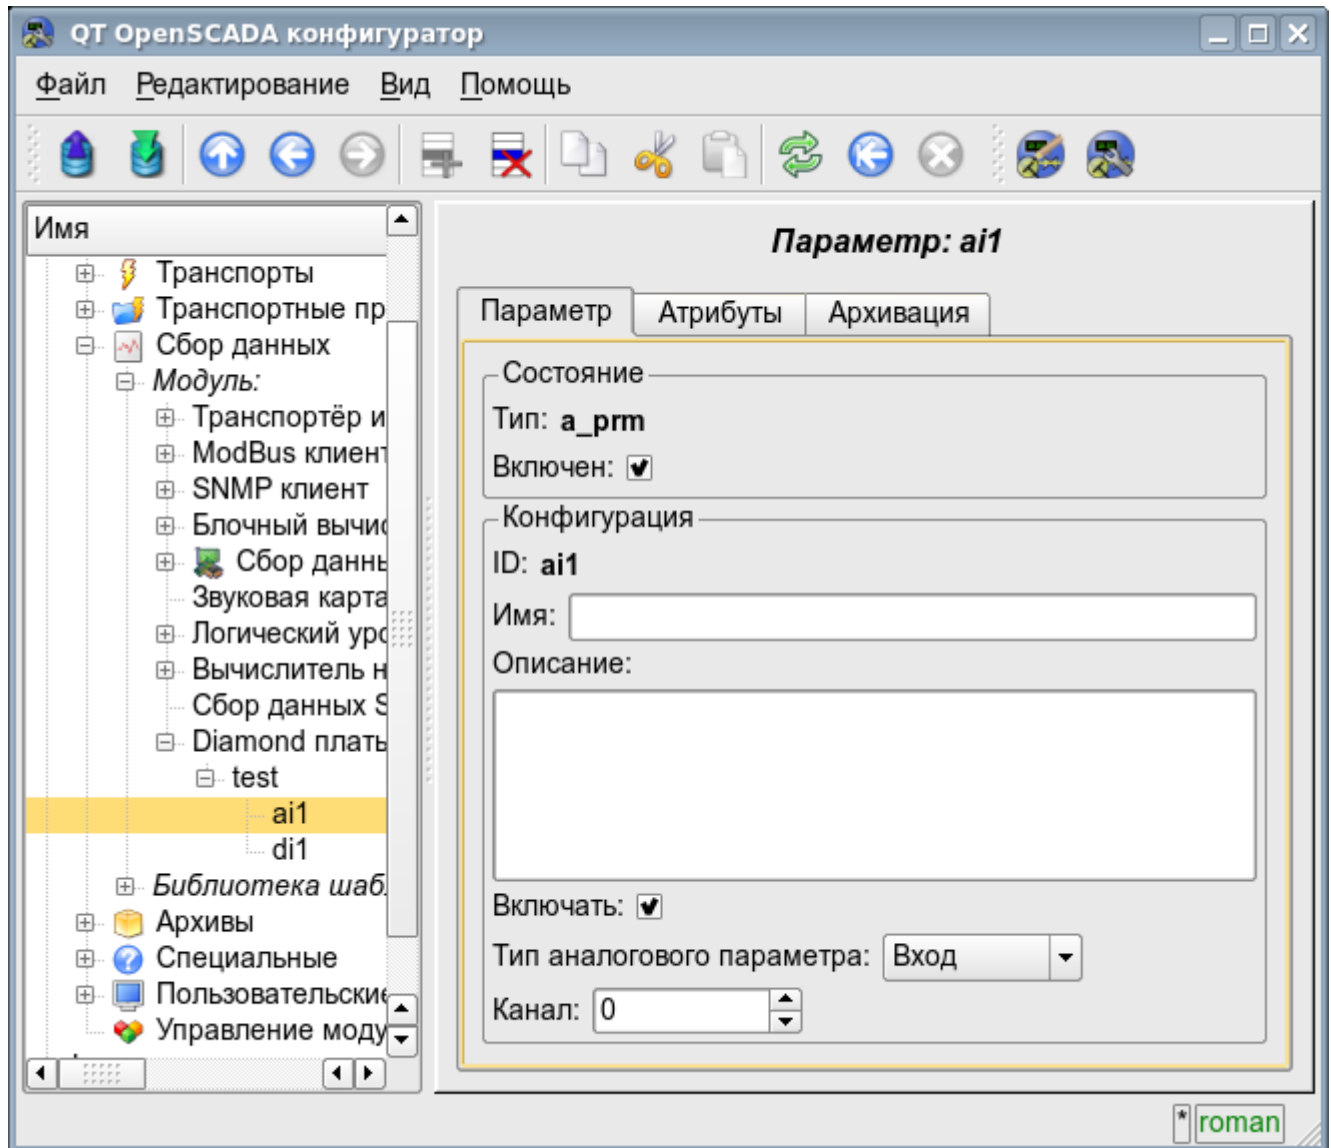 QT OpenSCADA конфигуратор
Файл Редактирование Вид Помощь
Имя
Транспорты
Транспортные пр
Сбор данных
Модуль:
Транспортёр и
ModBus клиент
SNMP клиент
Блочный вычис
Сбор данны
Звуковая карта
Логический уро
Вычислитель н
Сбор данных S
Diamond платы
test
ai1
di1
Библиотека шаб
Архивы
Специальные
Пользовательские
Управление моду
Параметр: ai1
Параметр Атрибуты Архивация
Состояние
Тип: a_prm
Включен:
Конфигурация
ID: ai1
Имя:
Описание:
Включать:
Тип аналогового параметра: Вход
Канал: 0
* roman